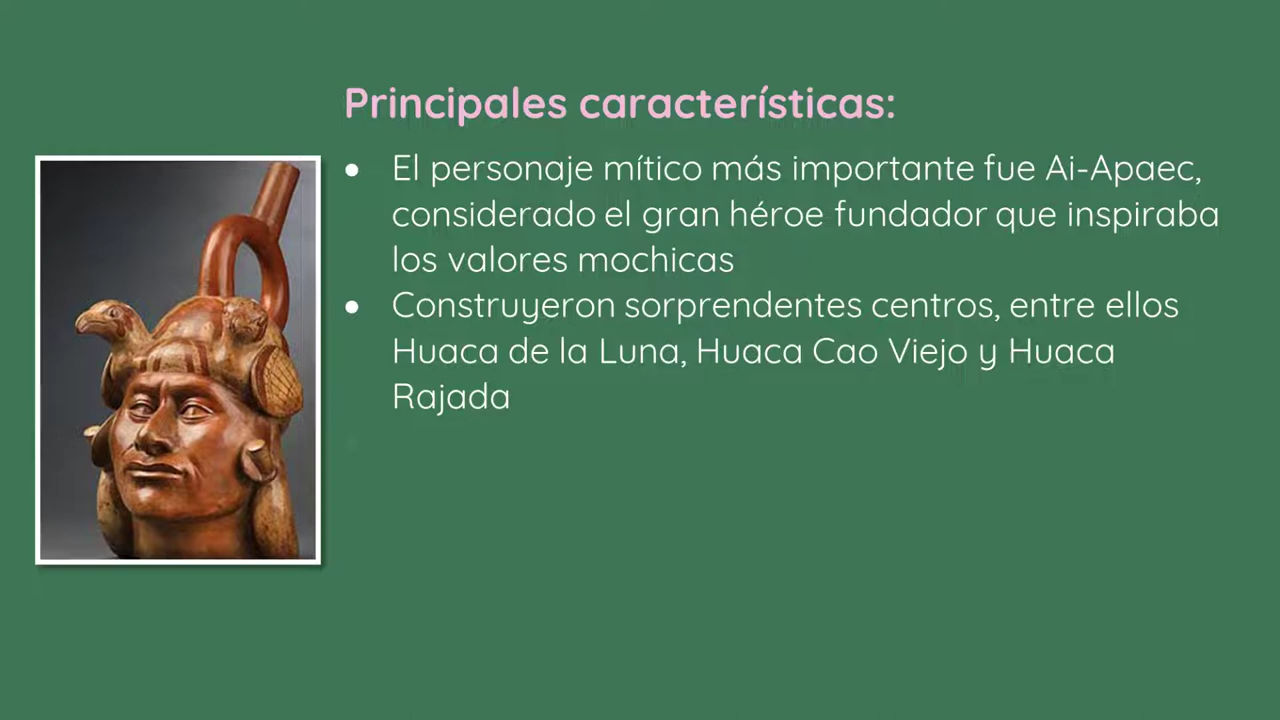 Principales características:
● El personaje mítico más importante fue Ai-Apaec,
considerado el gran héroe fundador que inspiraba
los valores mochicas
● Construyeron sorprendentes centros, entre ellos
Huaca de la Luna, Huaca Cao Viejo y Huaca
Rajada